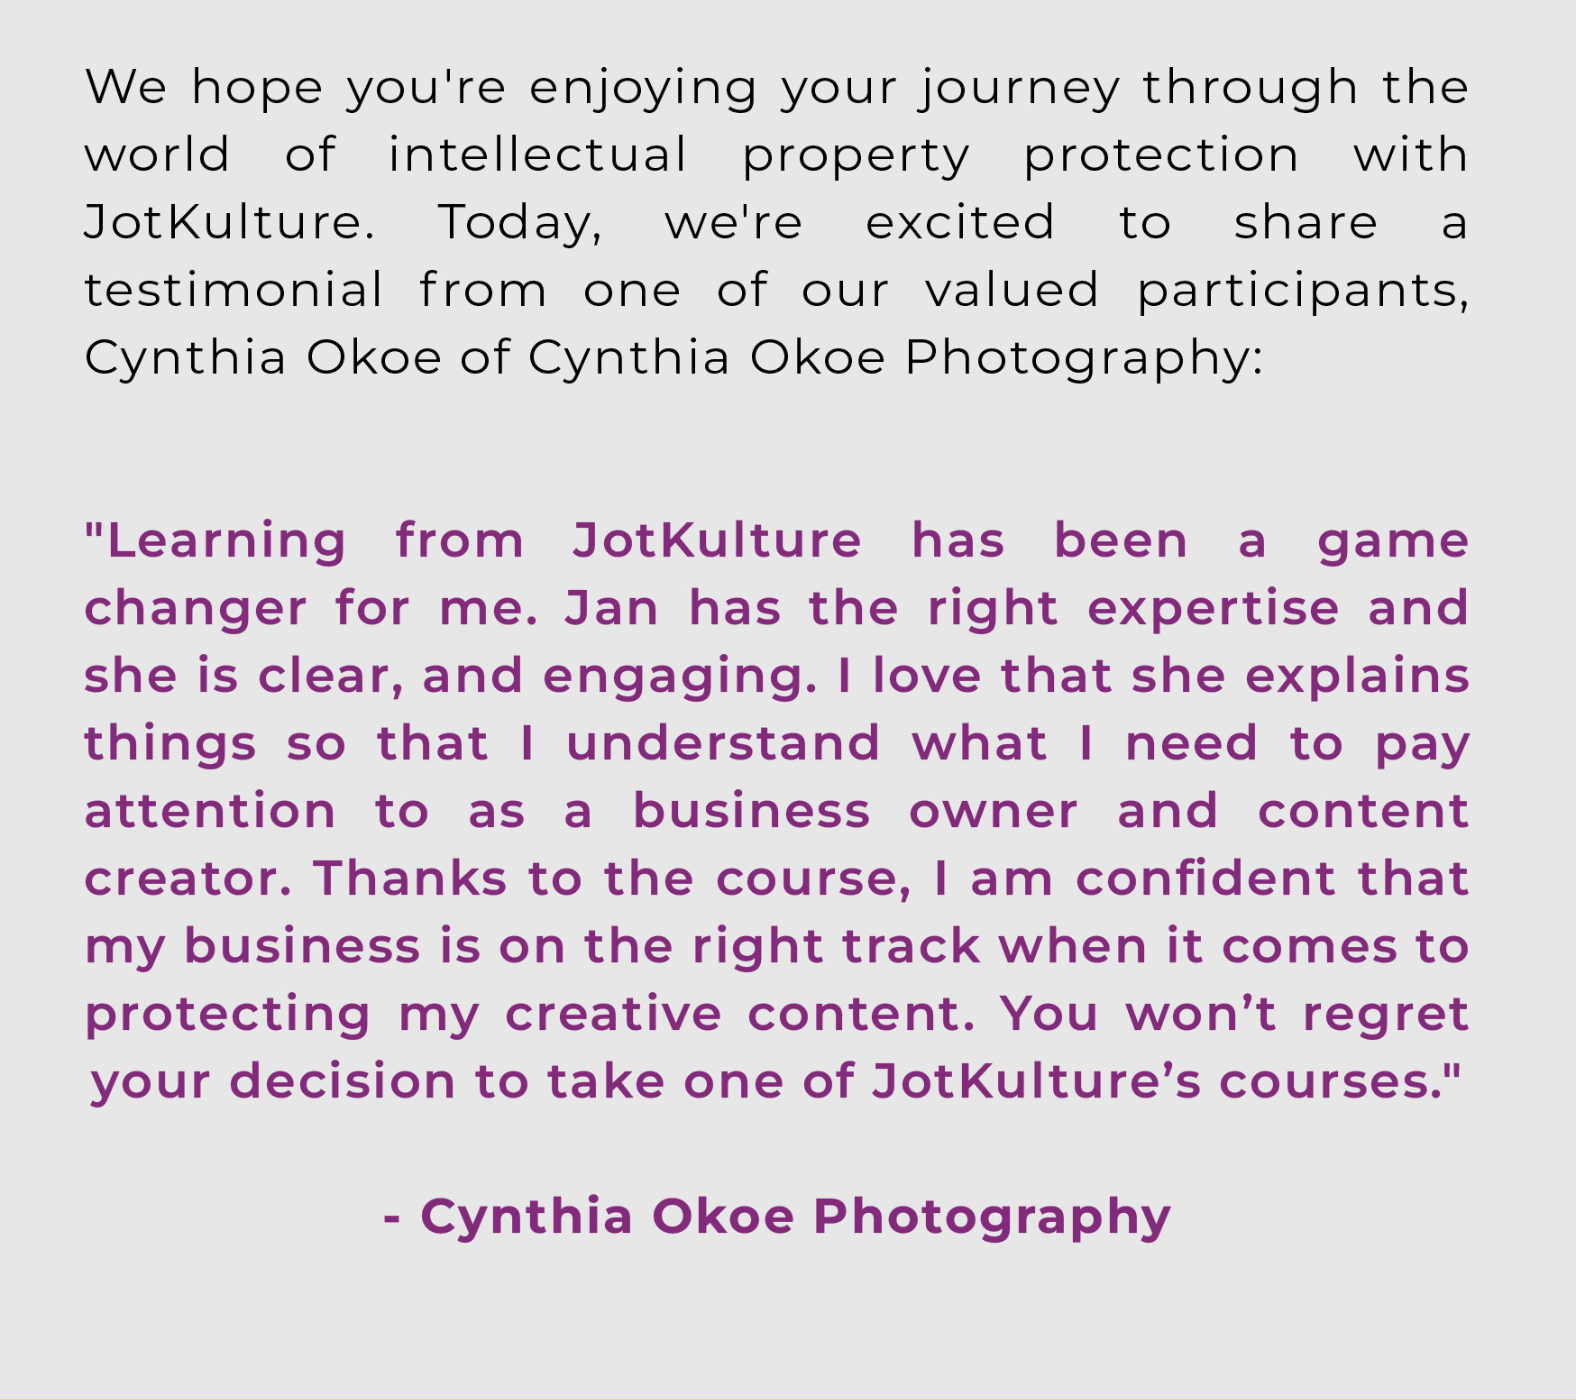 We hope you're enjoying your journey through the
world of intellectual property protection with
JotKulture. Today, we're excited to share a
testimonial from one of our valued participants,
Cynthia Okoe of Cynthia Okoe Photography:
"Learning from JotKulture has been a game
changer for me. Jan has the right expertise and
she is clear, and engaging. I love that she explains
things so that I understand what I need to pay
attention to as a business owner and content
creator. Thanks to the course, I am confident that
my business is on the right track when it comes to
protecting my creative content. You won’t regret
your decision to take one of JotKulture’s courses."
- Cynthia Okoe Photography